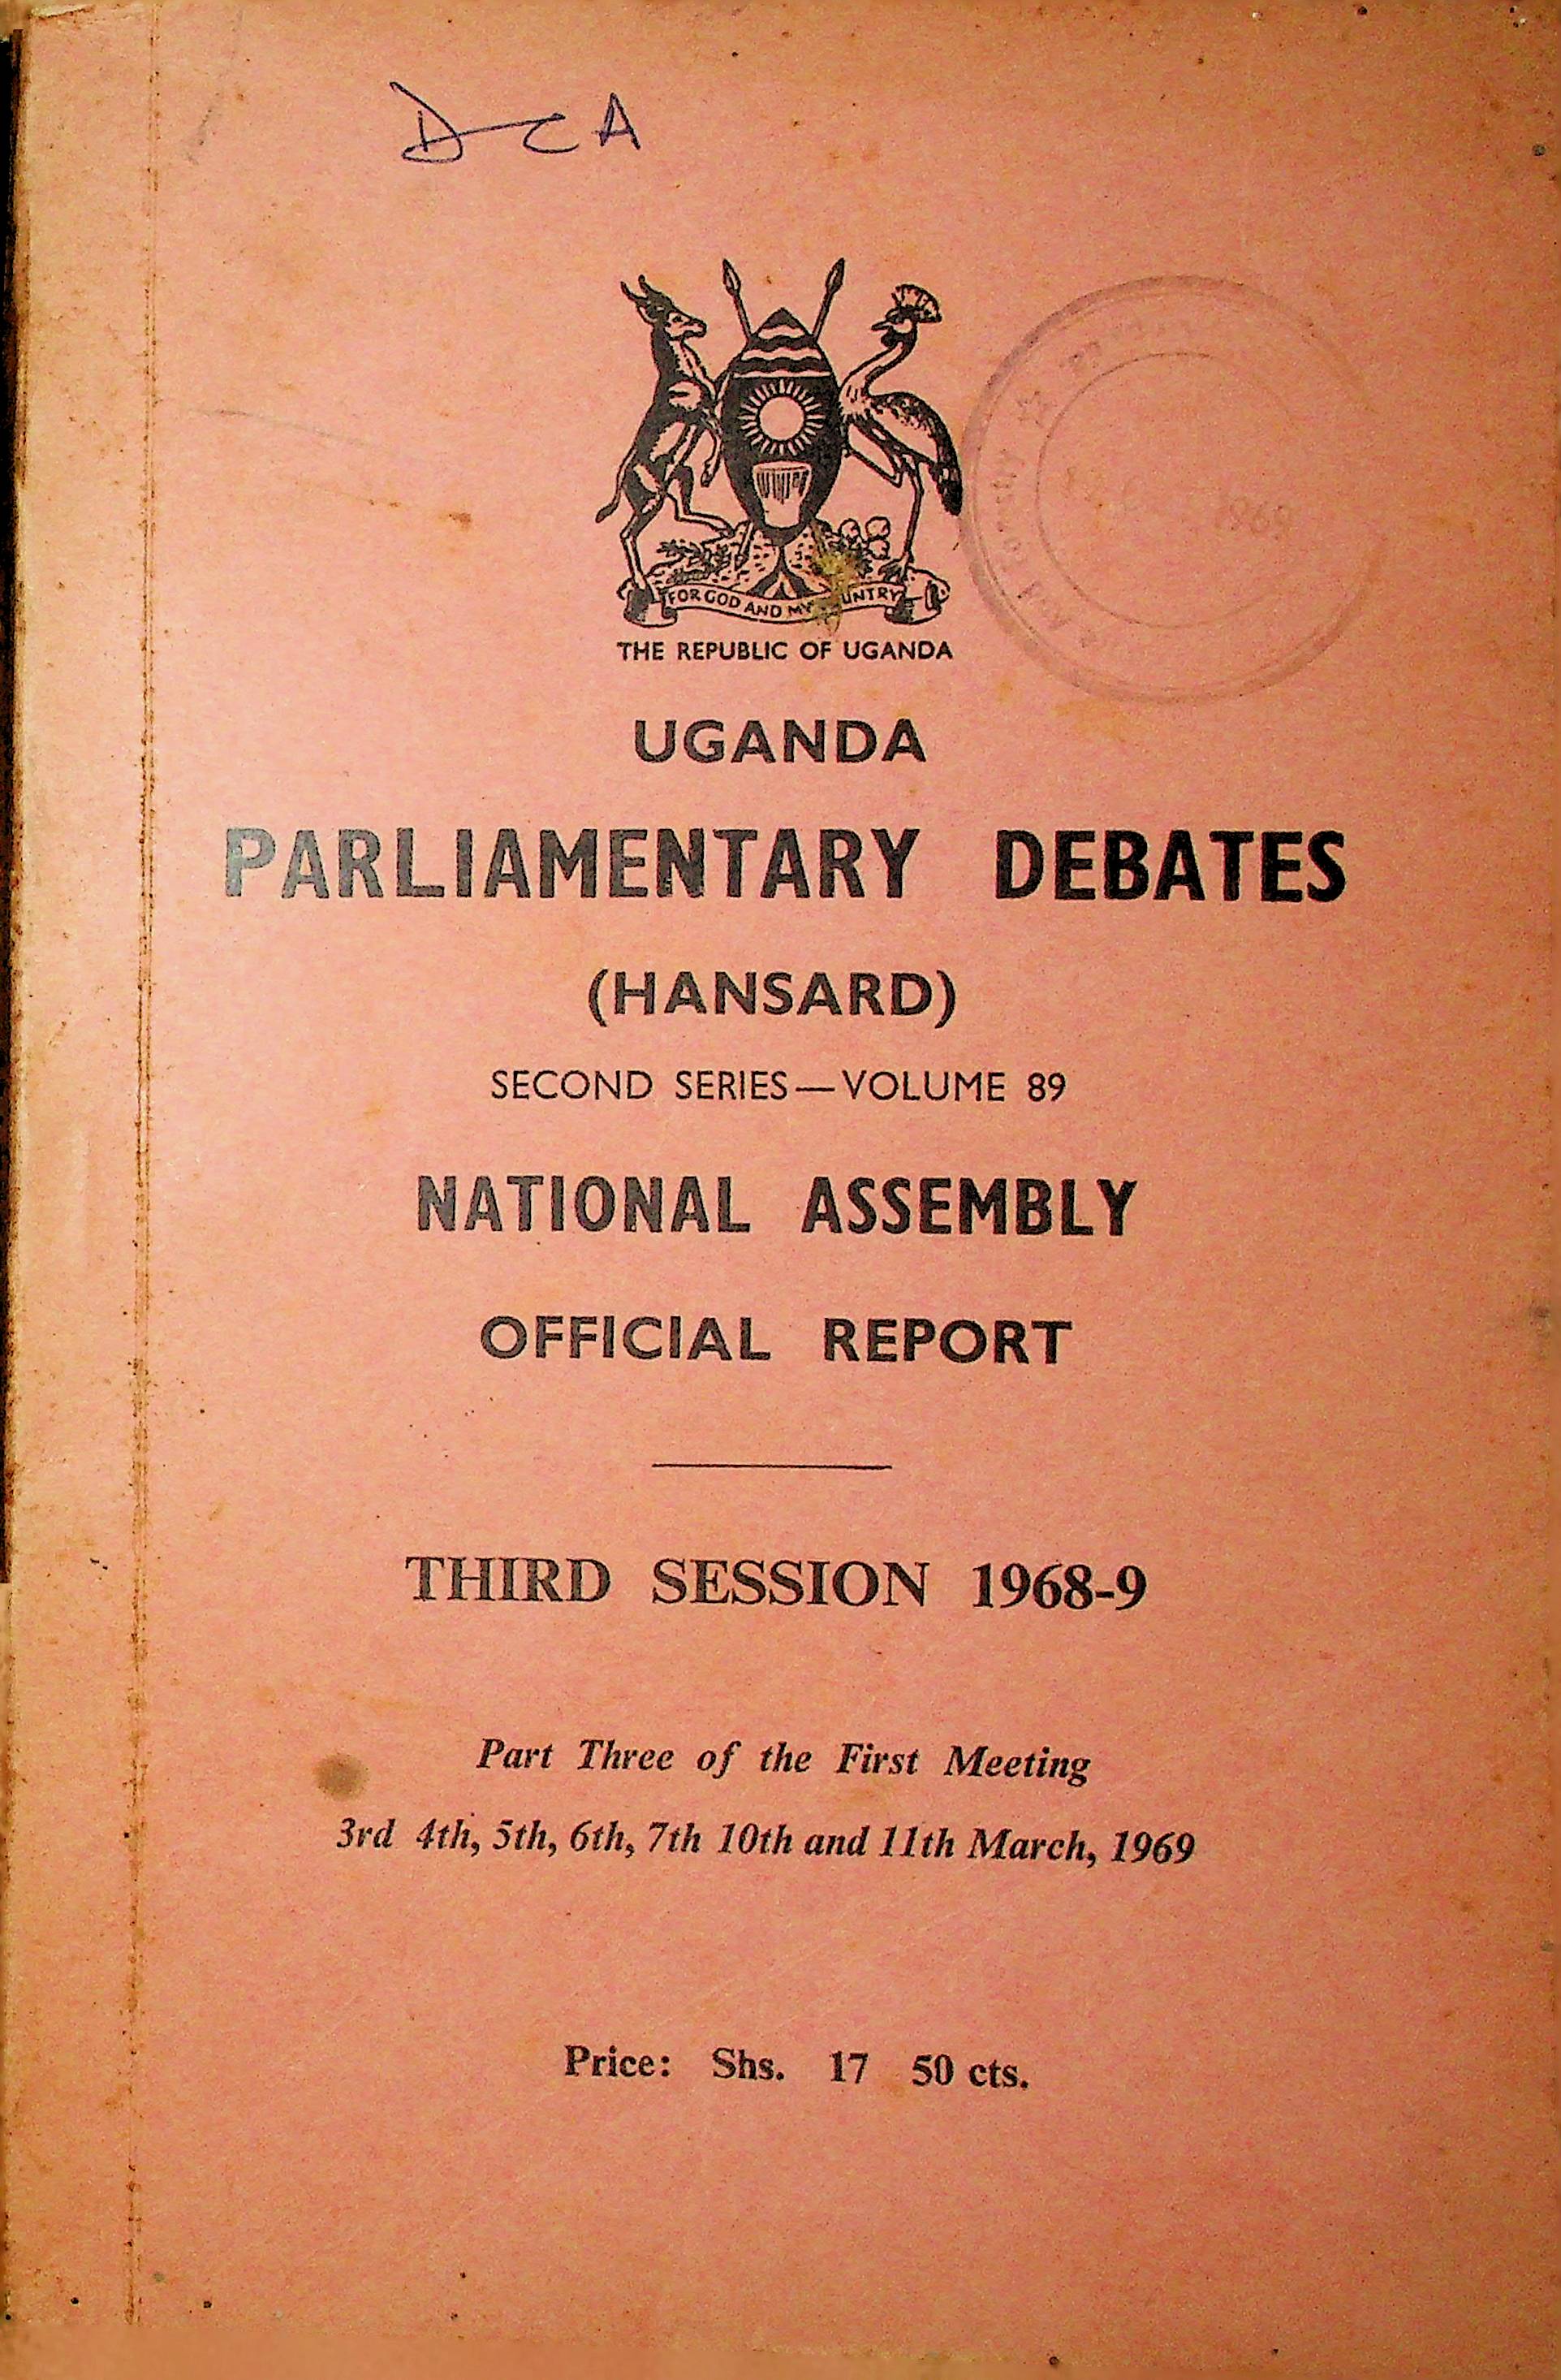 D C A
FOR GOD AND MY UNTRY
THE REPUBLIC OF UGANDA
1969
UGANDA
PARLIAMENTARY DEBATES
(HANSARD)
SECOND SERIES—VOLUME 89
NATIONAL ASSEMBLY
OFFICIAL REPORT
THIRD SESSION 1968-9
Part Three of the First Meeting
3rd 4th, 5th, 6th, 7th 10th and 11th March, 1969
Price: Shs. 17 50 cts.